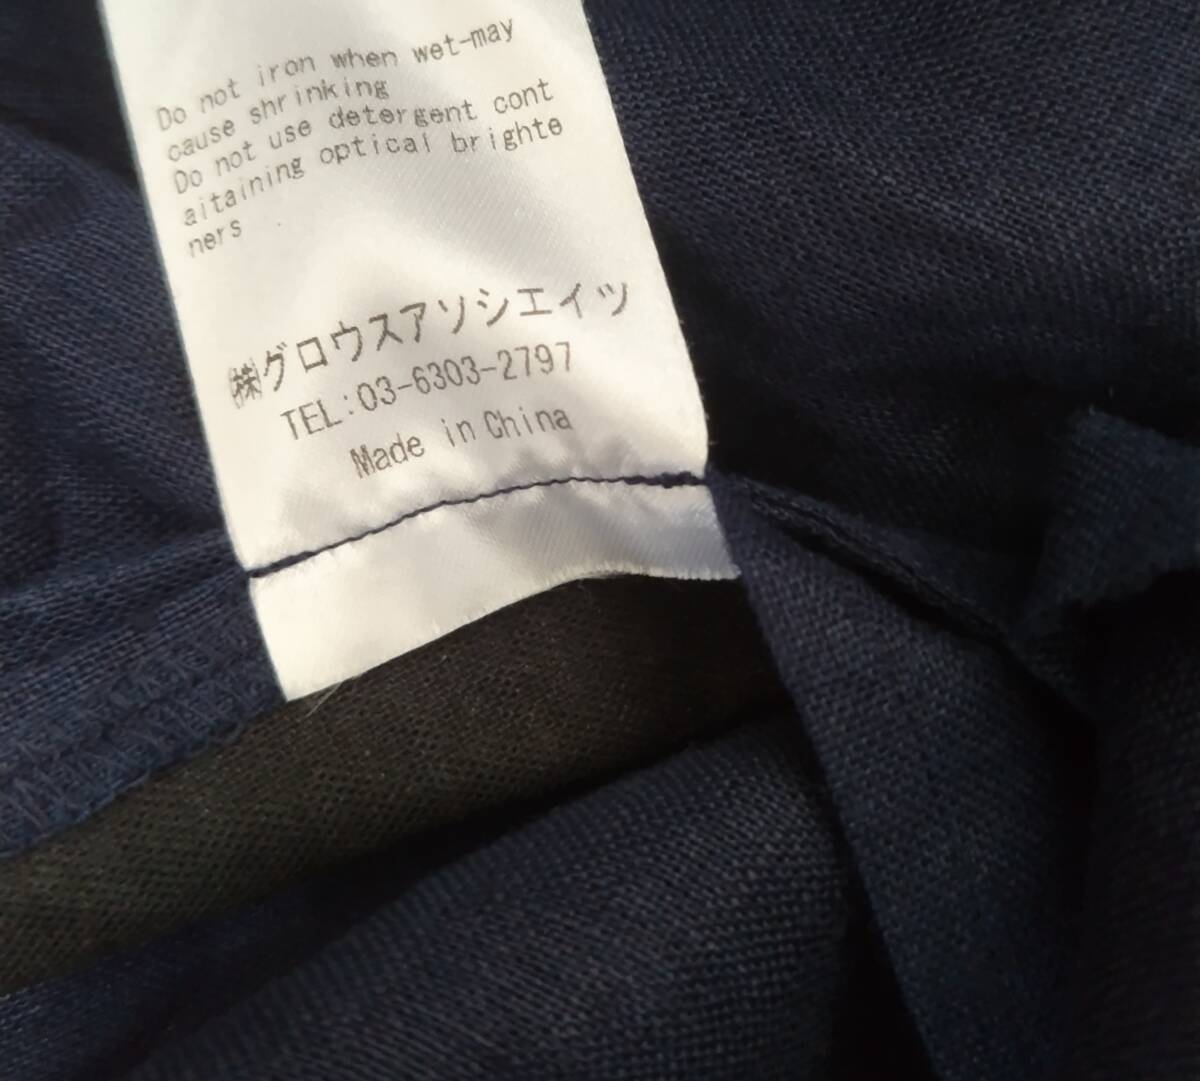 Do not iron when wet-may
cause shrinking
Do not use detergent cont
aitaining optical brighte
ners
㈱グロウスアソシエイツ
TEL:03-6303-2797
Made in China